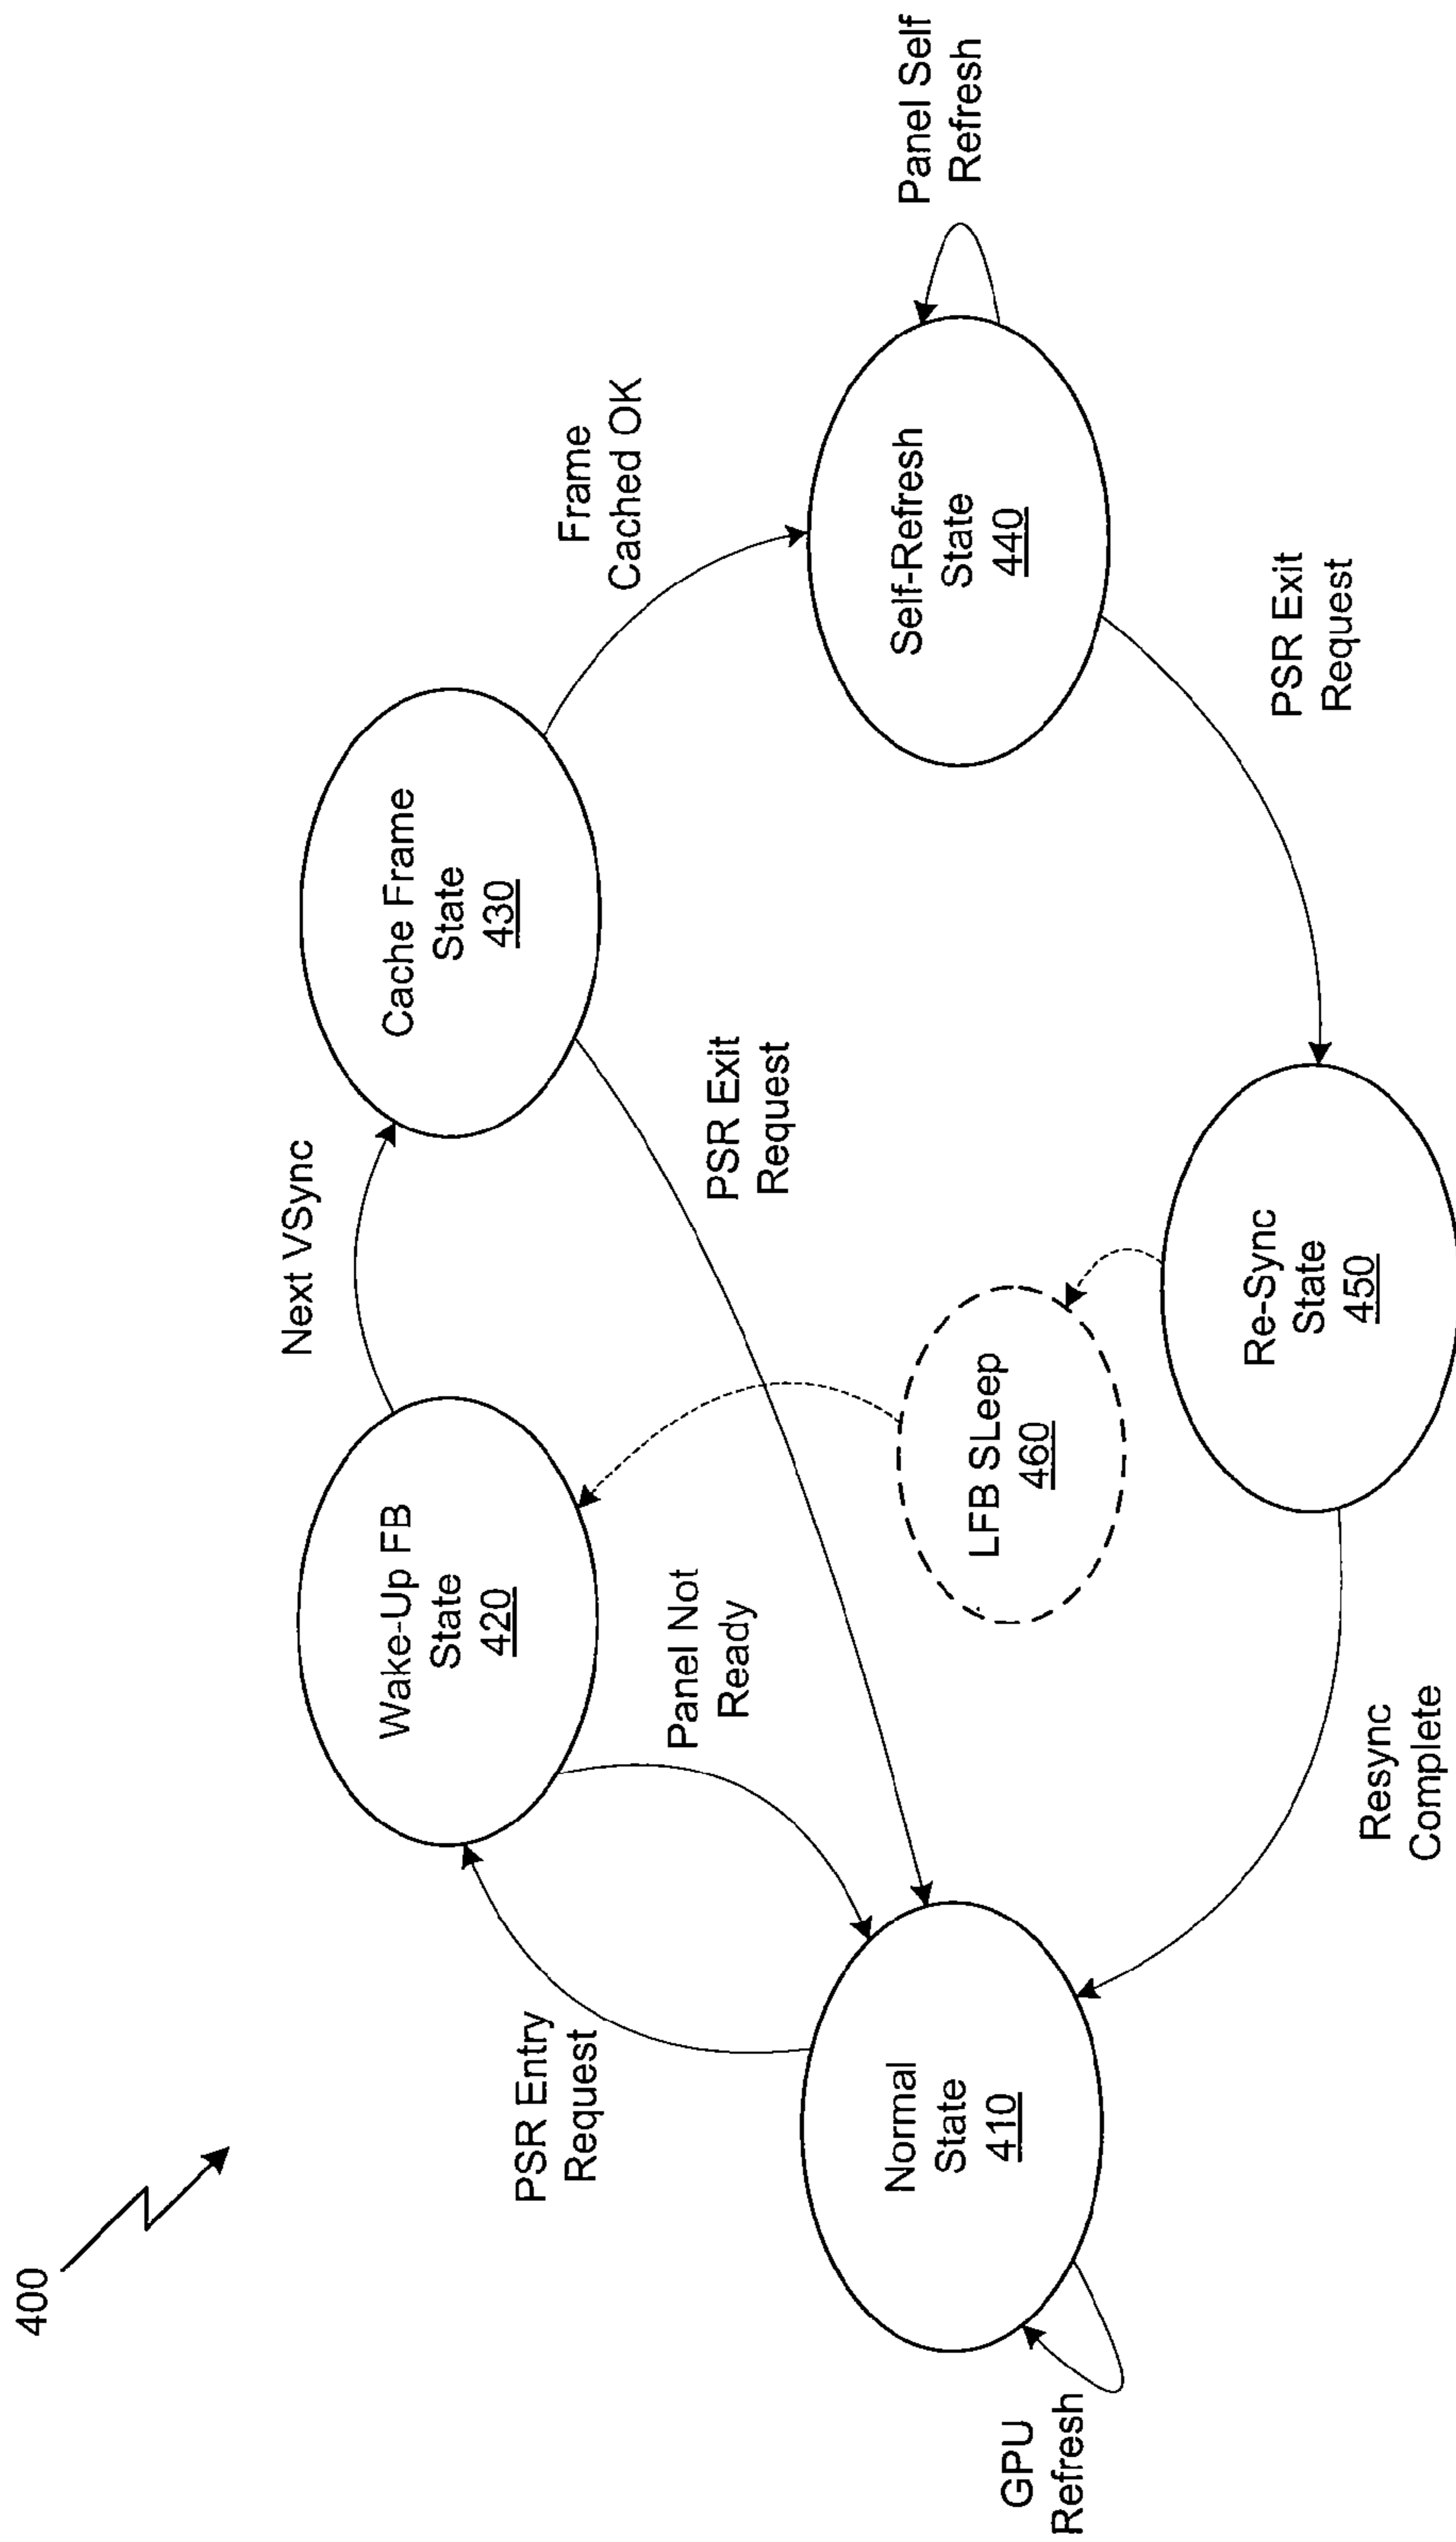 400
Next VSync
Wake-Up FB
State
420
Cache Frame
State
430
PSR Entry
Request
Panel Not
Ready
PSR Exit
Request
Frame
Cached OK
Normal
State
410
GPU
Refresh
LFB SLeep
460
Self-Refresh
State
440
Panel Self
Refresh
Resync
Complete
Re-Sync
State
450
PSR Exit
Request